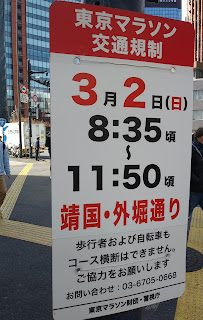 東京マラソン
交通規制
3月2日(日)
8:35頃
~
11:50頃
靖国・外堀通り
歩行者および自転車も
コース横断はできません。
ご協力をお願いします
お問い合わせ:03-6705-0668
東京マラソン財団・警視庁